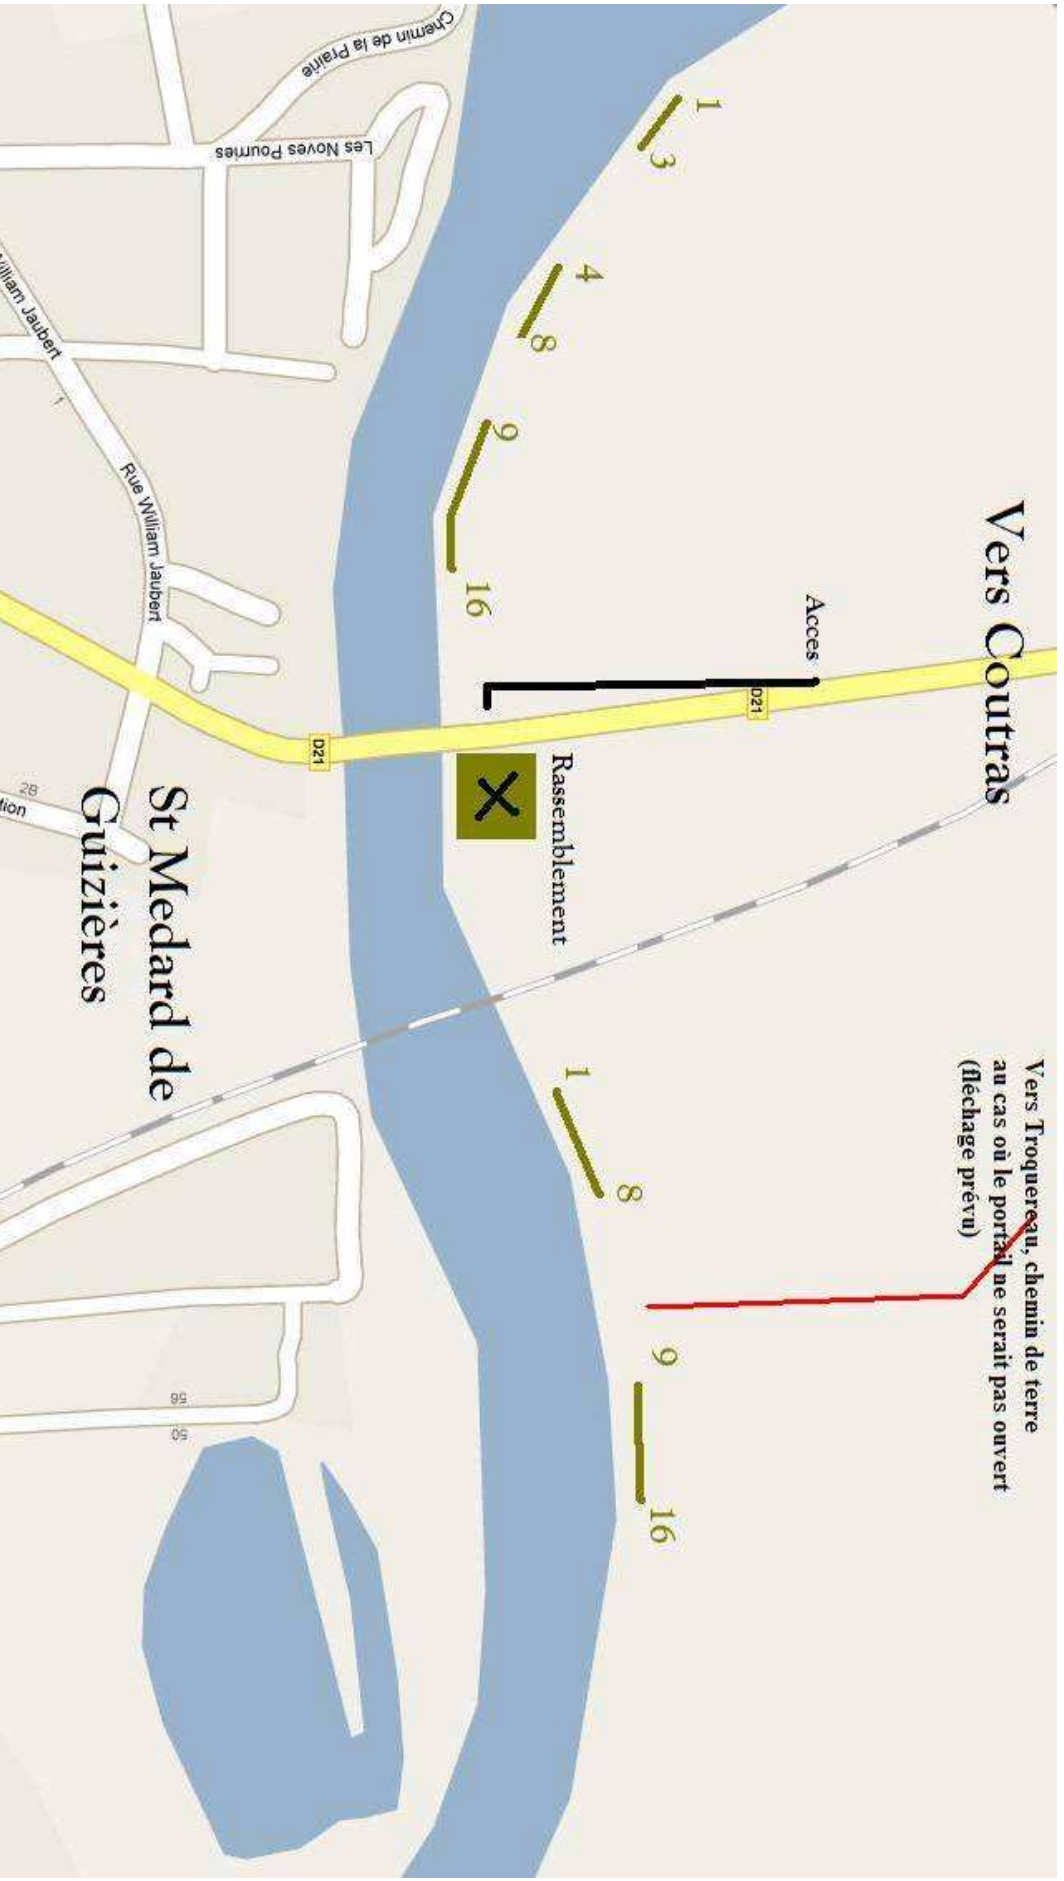 Vers Troquereau, chemin de terre
au cas où le portail ne serait pas ouvert
(fléchage prévu)
Vers Coutras
Acces
D21
1
3
4
8
9
16
Rassemblement
1
8
9
16
D21
St Medard de
Guizières
Chemin de la Prairie
Les Noves Pourries
William Jaubert
1
Rue William Jaubert
28
tion
56
50